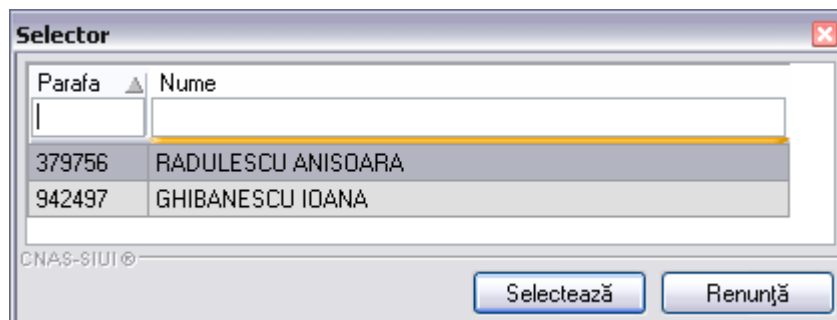 Selector
Parafa Nume
379756 RADULESCU ANISOARA
942497 GHIBANESCU IOANA
CNAS-SIUI®
Selectează Renunţă